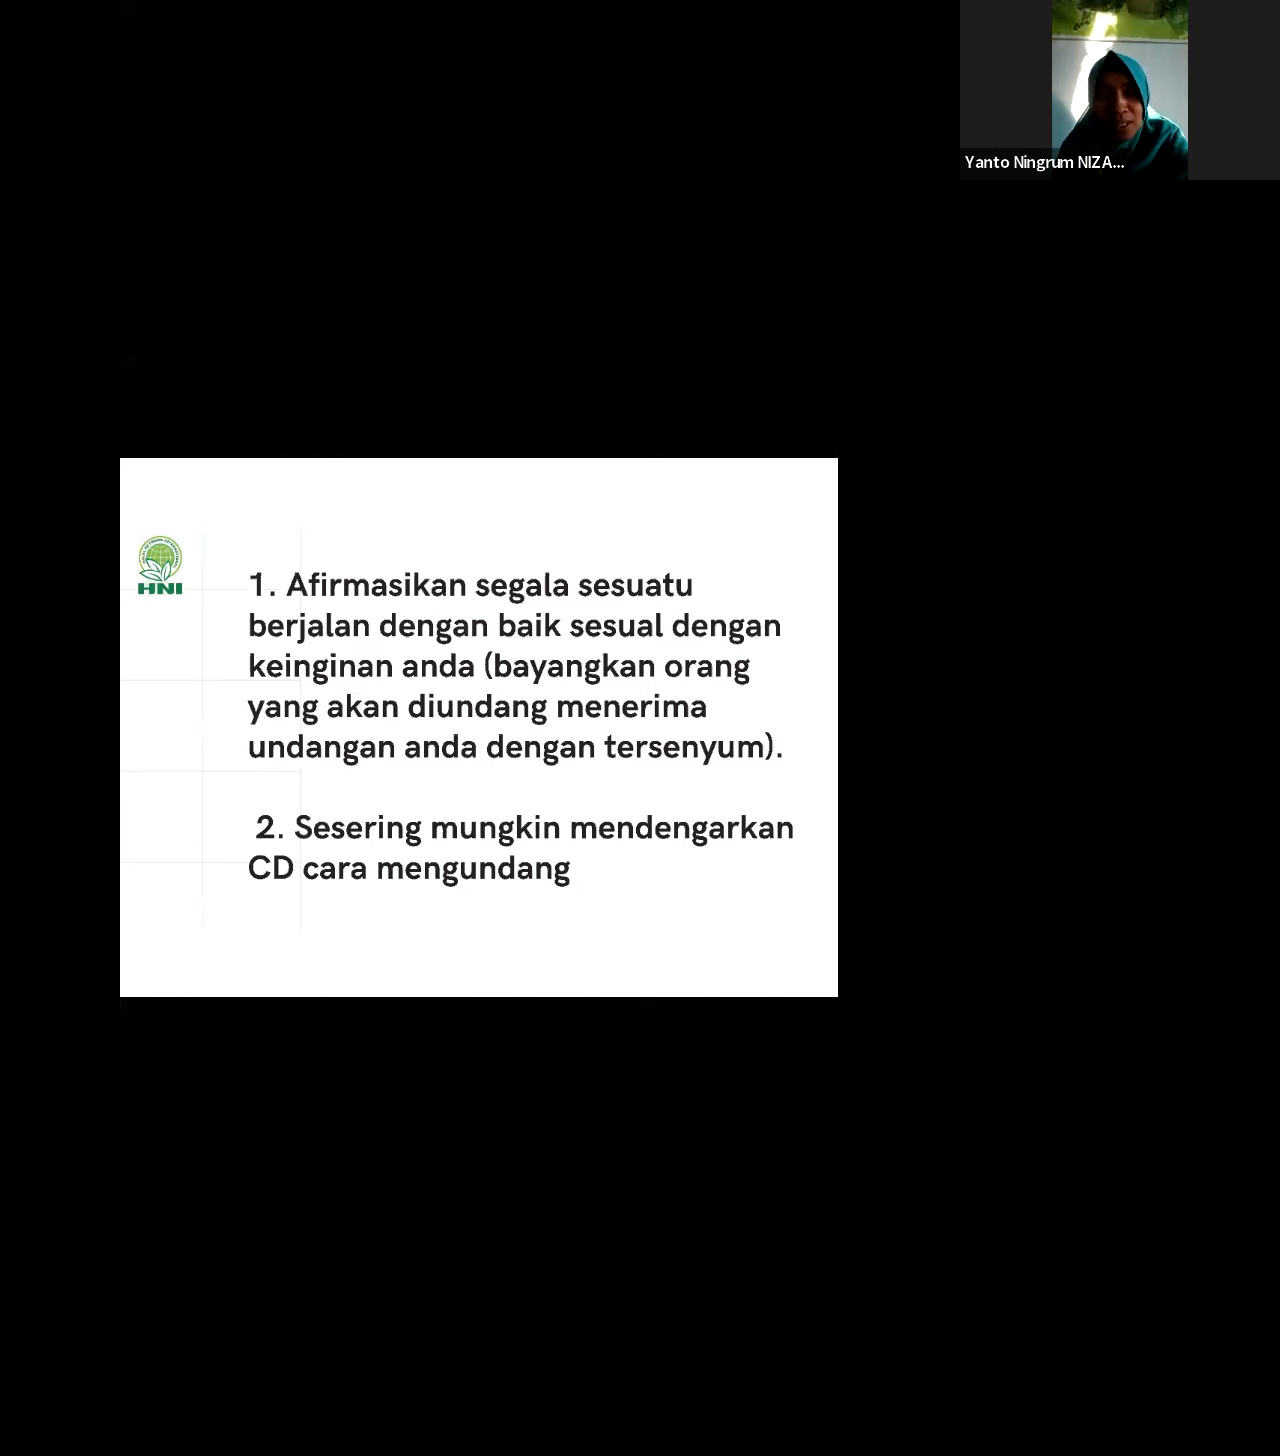 Yanto Ningrum NIZA...
HNI
1. Afirmasikan segala sesuatu
berjalan dengan baik sesual dengan
keinginan anda (bayangkan orang
yang akan diundang menerima
undangan anda dengan tersenyum).
2. Sesering mungkin mendengarkan
CD cara mengundang